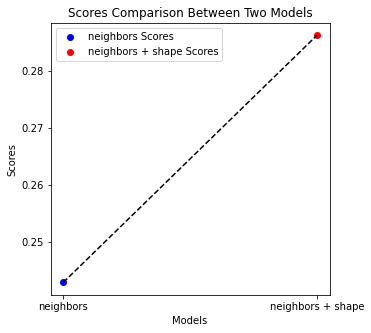 Scores Comparison Between Two Models
neighbors Scores
neighbors + shape Scores
0.28
0.27
0.26
0.25
Scores
neighbors
neighbors + shape
Models